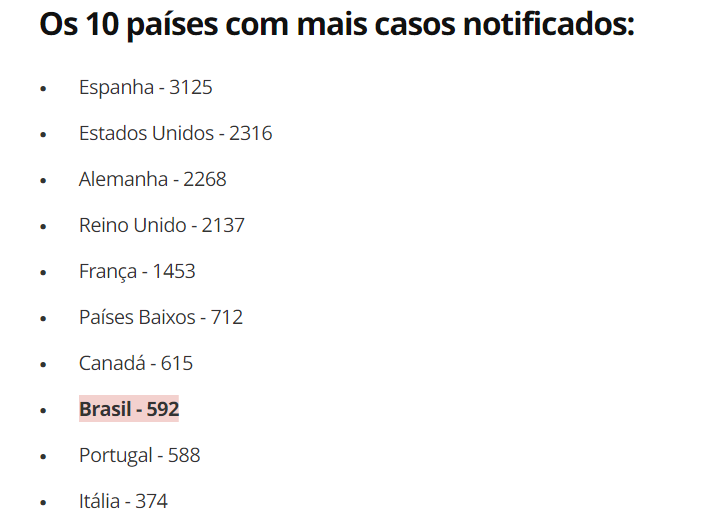 Os 10 países com mais casos notificados:
• Espanha - 3125
• Estados Unidos - 2316
• Alemanha - 2268
• Reino Unido - 2137
• França - 1453
• Países Baixos - 712
• Canadá - 615
• Brasil - 592
• Portugal - 588
• Itália - 374